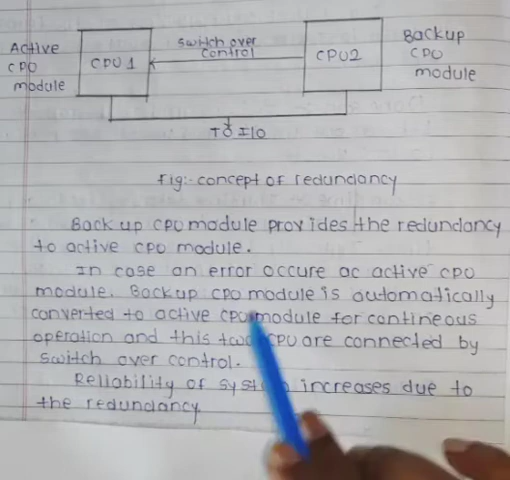 Active
CPU
module
CPU1
switch over
control
CPU2
Backup
CPU
module
To I/O
Fig:- concept of redundancy
Back up CPU module provides the redundancy
to active CPU module.
In case an error occure ac active CPU
module. Backup CPU module is automatically
converted to active CPU module for contineous
operation and this two CPU are connected by
switch over control.
Reliability of system increases due to
the redundancy